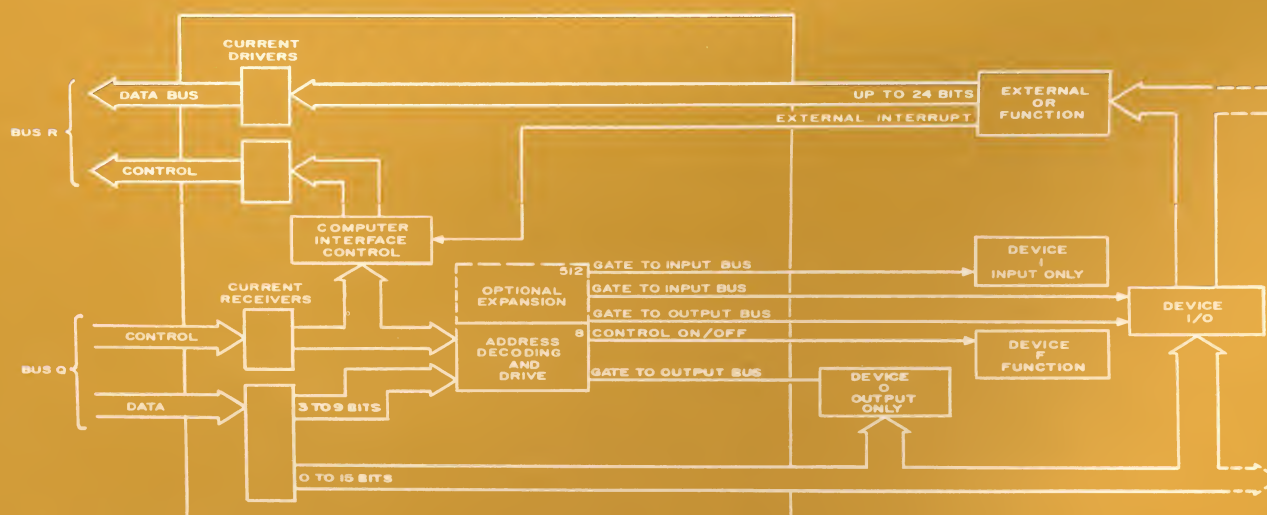 CURRENT
DRIVERS
BUS R
DATA BUS
UP TO 24 BITS
EXTERNAL
OR
FUNCTION
EXTERNAL INTERRUPT
CONTROL
COMPUTER
INTERFACE
CONTROL
512
OPTIONAL
EXPANSION
GATE TO INPUT BUS
DEVICE
I
INPUT ONLY
GATE TO INPUT BUS
CURRENT
RECEIVERS
GATE TO OUTPUT BUS
DEVICE
I/O
BUS Q
CONTROL
8
ADDRESS
DECODING
AND
DRIVE
CONTROL ON/OFF
DEVICE
F
FUNCTION
GATE TO OUTPUT BUS
DEVICE
O
OUTPUT
ONLY
DATA
3 TO 9 BITS
0 TO 15 BITS